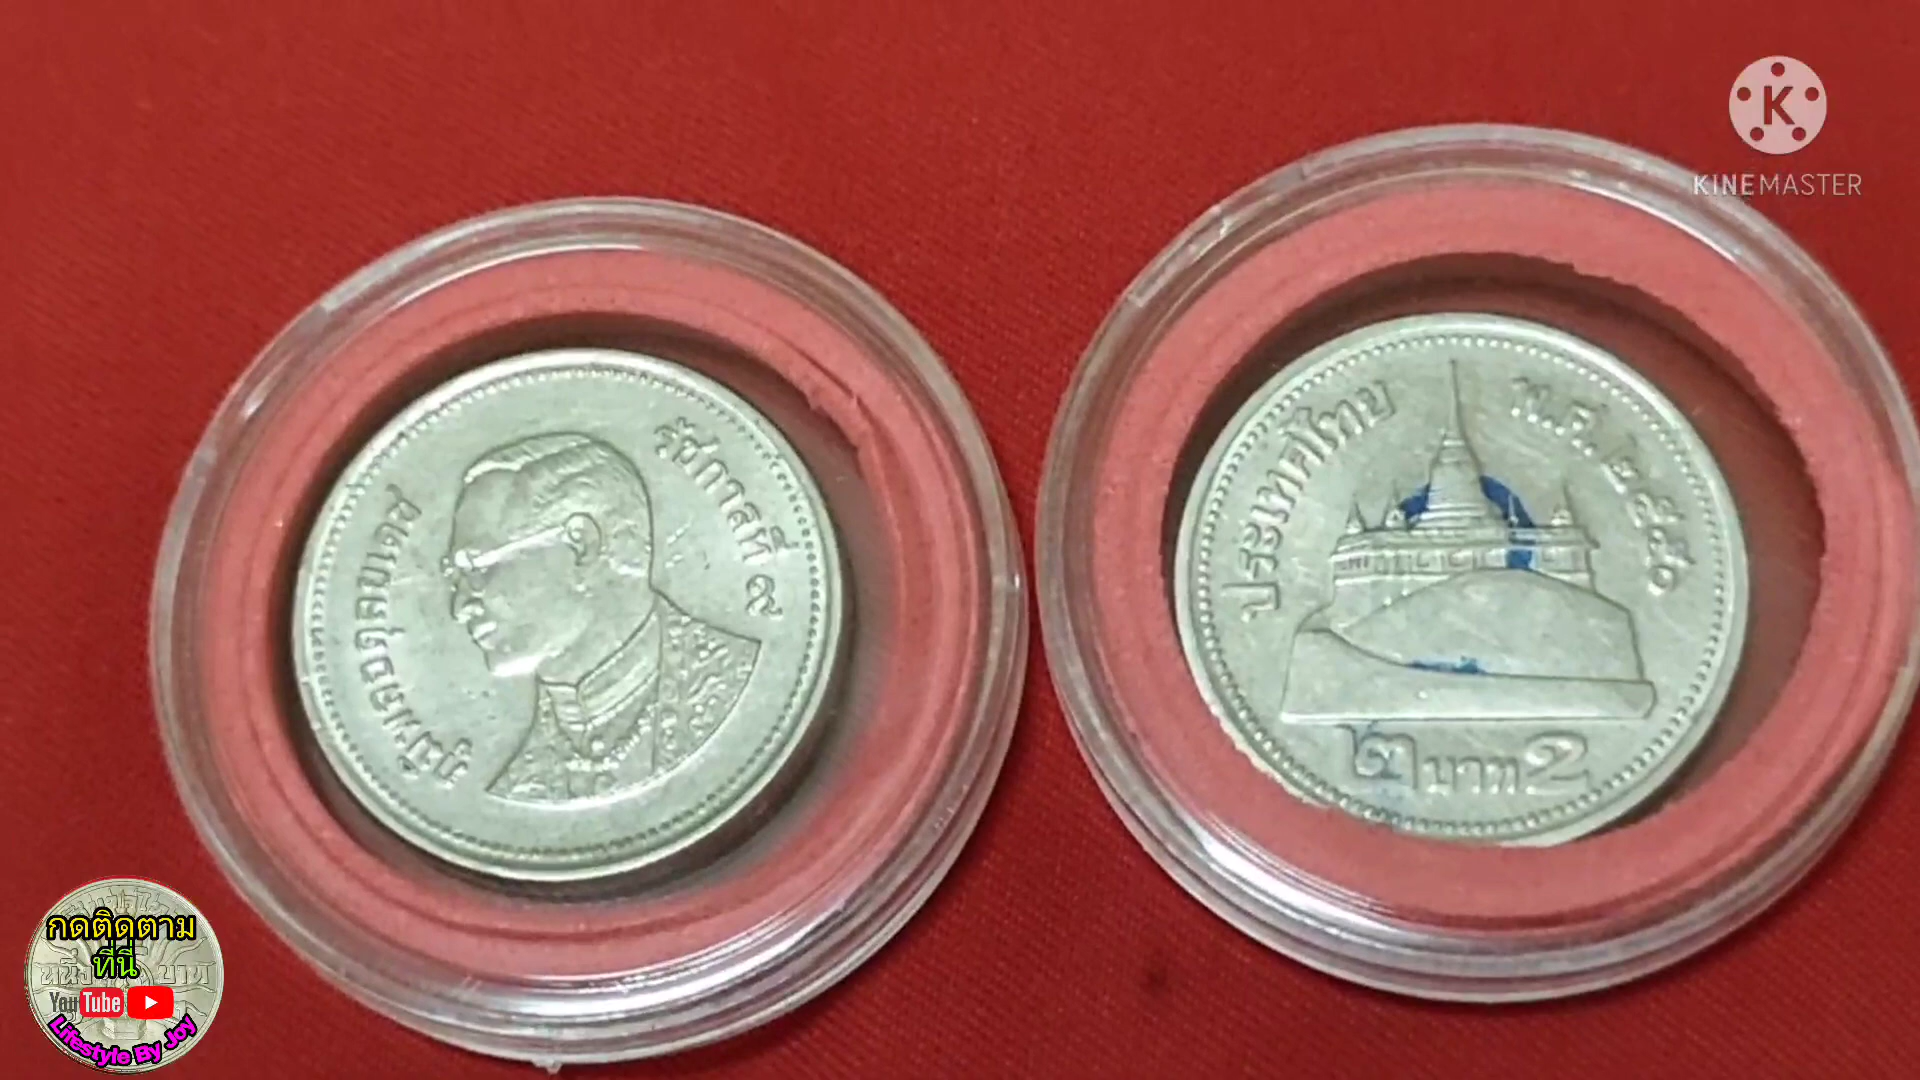 KINEMASTER
ภูมิพลอดุลยเดช
รัชกาลที่ ๙
ประเทศไทย
พ.ศ. ๒๕๕๐
๒ บาท 2
กดติดตาม
ที่นี่
YouTube
Lifestyle By Joy